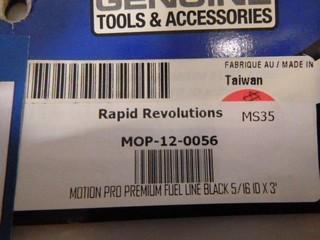 GENUINE
TOOLS & ACCESSORIES
FABRIQUÉ AU / MADE IN
Taiwan
Rapid Revolutions
MS35
MOP-12-0056
MOTION PRO PREMIUM FUEL LINE BLACK 5/16 ID X 3'